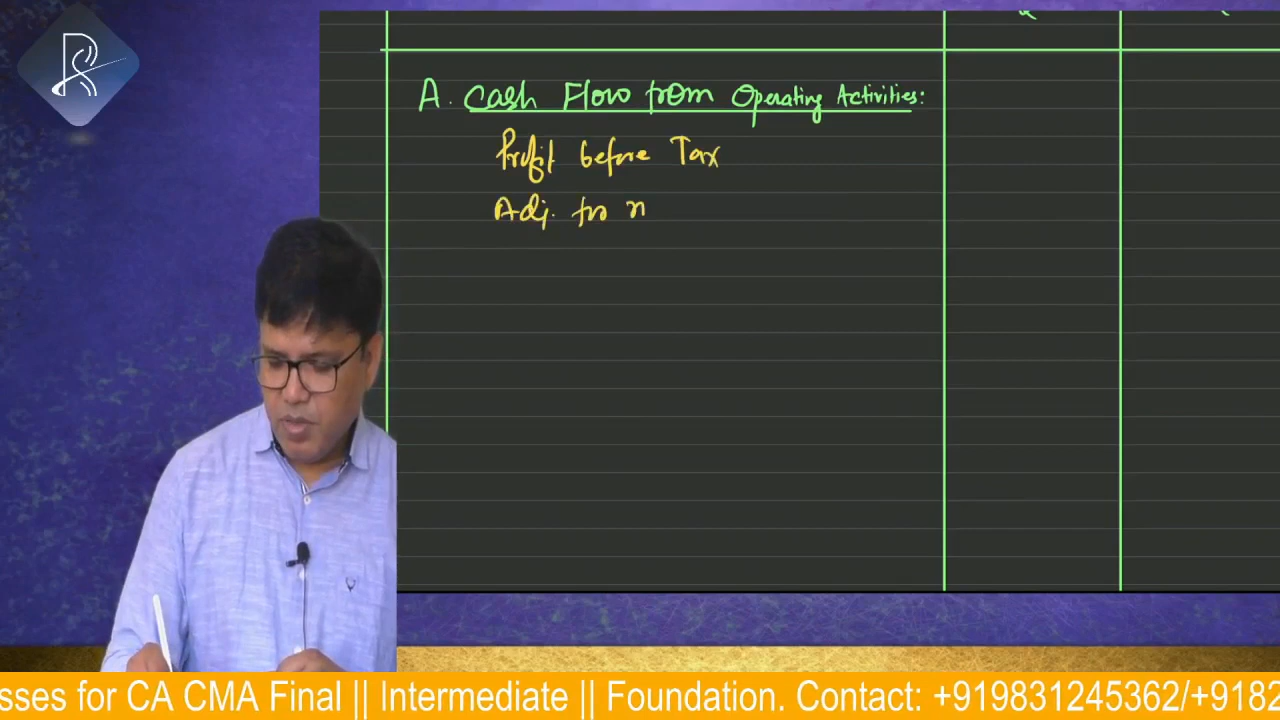 A. Cash Flow from Operating Activities:
Profit before Tax
Adj. for n
sses for CA CMA Final || Intermediate || Foundation. Contact: +919831245362/+9182